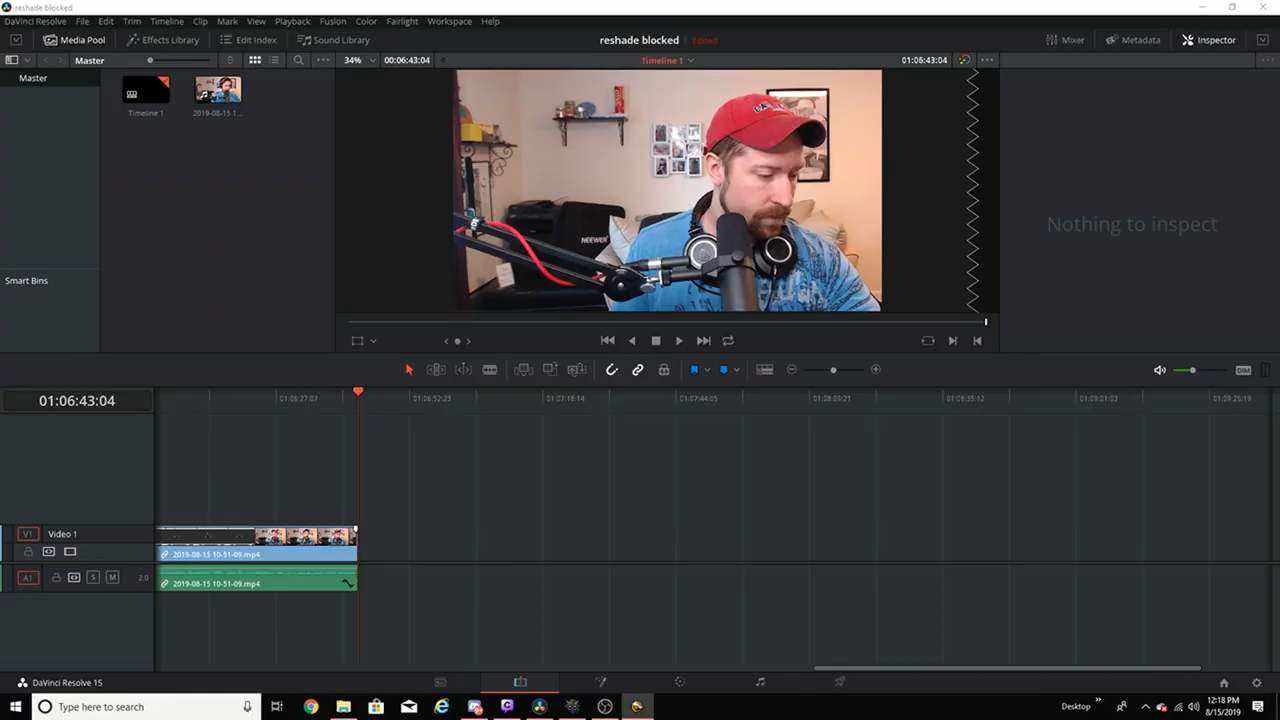 reshade blocked
DaVinci Resolve File Edit Trim Timeline Clip Mark View Playback Fusion Color Fairlight Workspace Help
Media Pool Effects Library Edit Index Sound Library reshade blocked Edited Mixer Metadata Inspector
Master 34% 00:06:43:04 Timeline 1 01:06:43:04
Master
Timeline 1 2019-08-15 1...
NEEWER
Nothing to inspect
Smart Bins
DIM
01:06:43:04 01:06:27:07 01:06:52:23 01:07:18:14 01:07:44:05 01:08:09:21 01:08:35:12 01:09:01:03 01:09:26:19
V1 Video 1
2019-08-15 10-51-09.mp4
A1 S M 2.0 2019-08-15 10-51-09.mp4
DaVinci Resolve 15
Type here to search Desktop 12:18 PM
8/15/2019